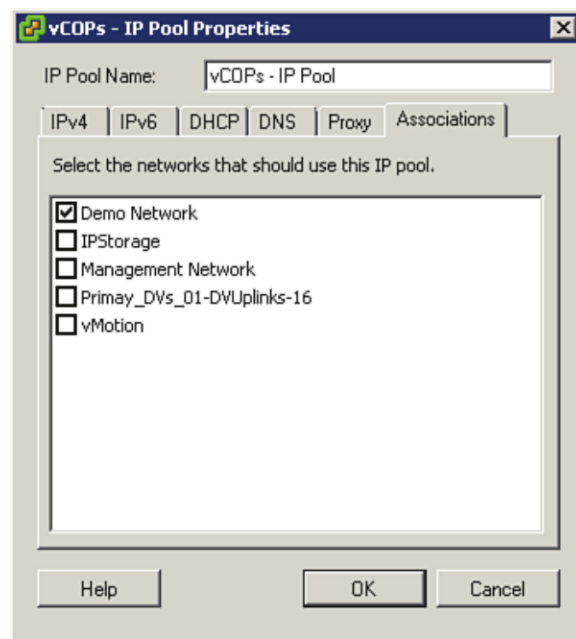 vCOPs - IP Pool Properties
IP Pool Name: vCOPs - IP Pool
IPv4 IPv6 DHCP DNS Proxy Associations
Select the networks that should use this IP pool.
Demo Network
IPStorage
Management Network
Primay_DVs_01-DVUplinks-16
vMotion
Help OK Cancel